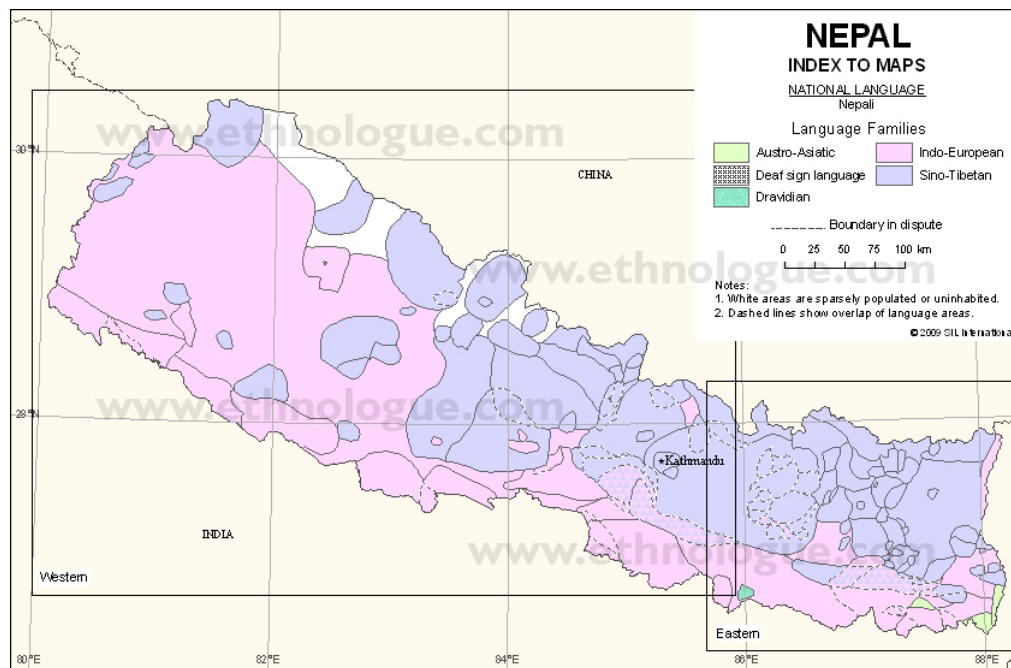 NEPAL
INDEX TO MAPS
NATIONAL LANGUAGE
Nepali
Language Families
Austro-Asiatic
Indo-European
Deaf sign language
Sino-Tibetan
Dravidian
Boundary in dispute
0 25 50 75 100 km
Notes:
1. White areas are sparsely populated or uninhabited.
2. Dashed lines show overlap of language areas.
© 2009 SIL Internationa
www.ethnologue.com
30°N
CHINA
www.ethnologue.com
www.ethnologue.com
28°N
Kathmandu
INDIA
www.ethnologue.com
Western
Eastern
80°E
82°E
84°E
86°E
88°E